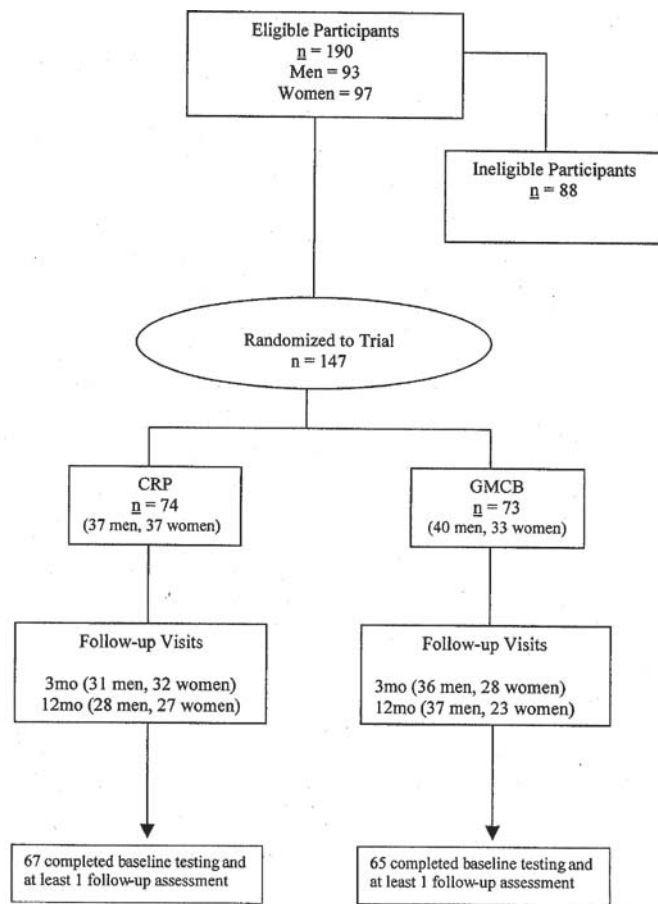 Eligible Participants
n = 190
Men = 93
Women = 97
Ineligible Participants
n = 88
Randomized to Trial
n = 147
CRP
n = 74
(37 men, 37 women)
GMCB
n = 73
(40 men, 33 women)
Follow-up Visits
3mo (31 men, 32 women)
12mo (28 men, 27 women)
Follow-up Visits
3mo (36 men, 28 women)
12mo (37 men, 23 women)
67 completed baseline testing and
at least 1 follow-up assessment
65 completed baseline testing and
at least 1 follow-up assessment